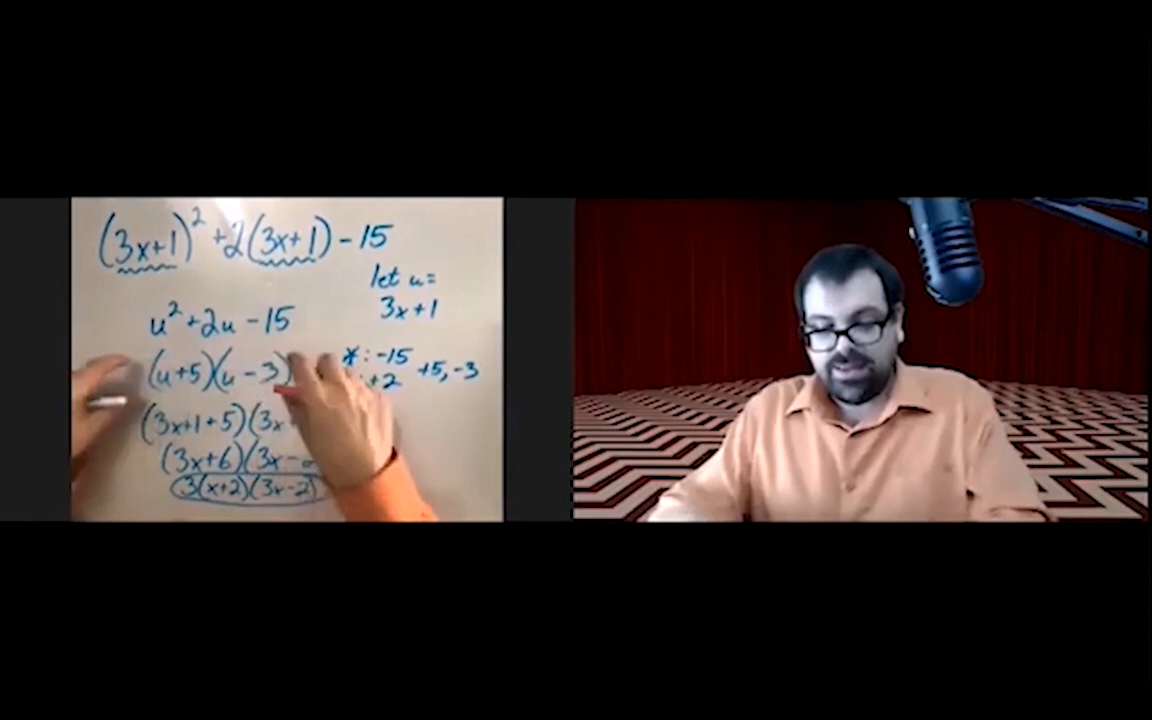 (3x+1)² +2(3x+1) - 15
let u=
3x+1
u²+2u - 15
(u+5)(u - 3)
* : -15
+2
+5, -3
(3x+1+5)(3x
(3x+6)(3x -
3(x+2)(3x-2)